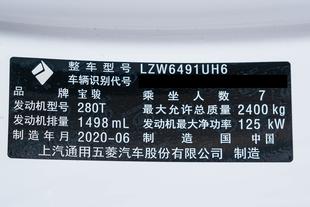 整车型号 LZW6491UH6
车辆识别代号
品牌 宝骏 乘坐人数 7
发动机型号 280T 最大允许总质量 2400 kg
发动机排量 1498 mL 发动机最大净功率 125 kW
制造年月 2020-06 制造国 中国
上汽通用五菱汽车股份有限公司 制造